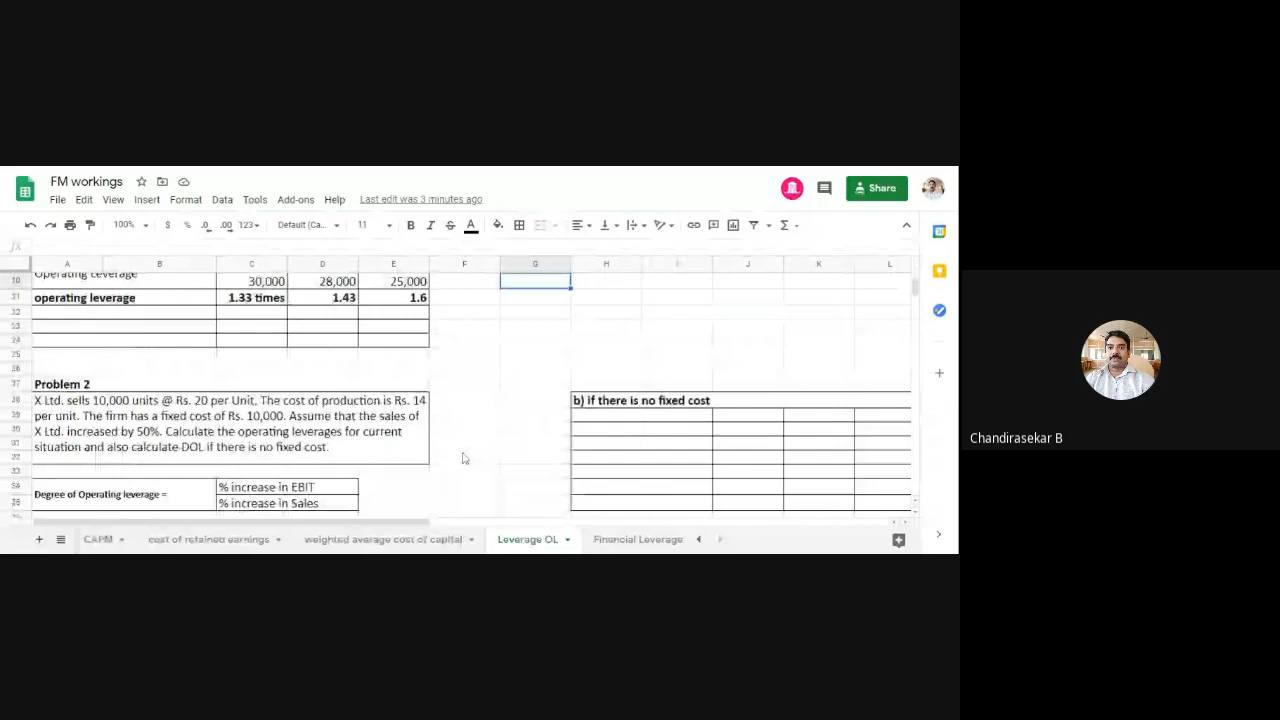 FM workings
File Edit View Insert Format Data Tools Add-ons Help Last edit was 3 minutes ago
Share
100% $ % .0 .00 123 Default (Ca... 11 B I S A
A B C D E F G H J K L
Operating Leverage
30,000 28,000 25,000
operating leverage 1.33 times 1.43 1.6
Problem 2
X Ltd. sells 10,000 units @ Rs. 20 per Unit. The cost of production is Rs. 14
per unit. The firm has a fixed cost of Rs. 10,000. Assume that the sales of
X Ltd. increased by 50%. Calculate the operating leverages for current
situation and also calculate DOL if there is no fixed cost.
b) if there is no fixed cost
Degree of Operating leverage =
% increase in EBIT
% increase in Sales
CAPM cost of retained earnings weighted average cost of capital Leverage OL Financial Leverage
Chandirasekar B